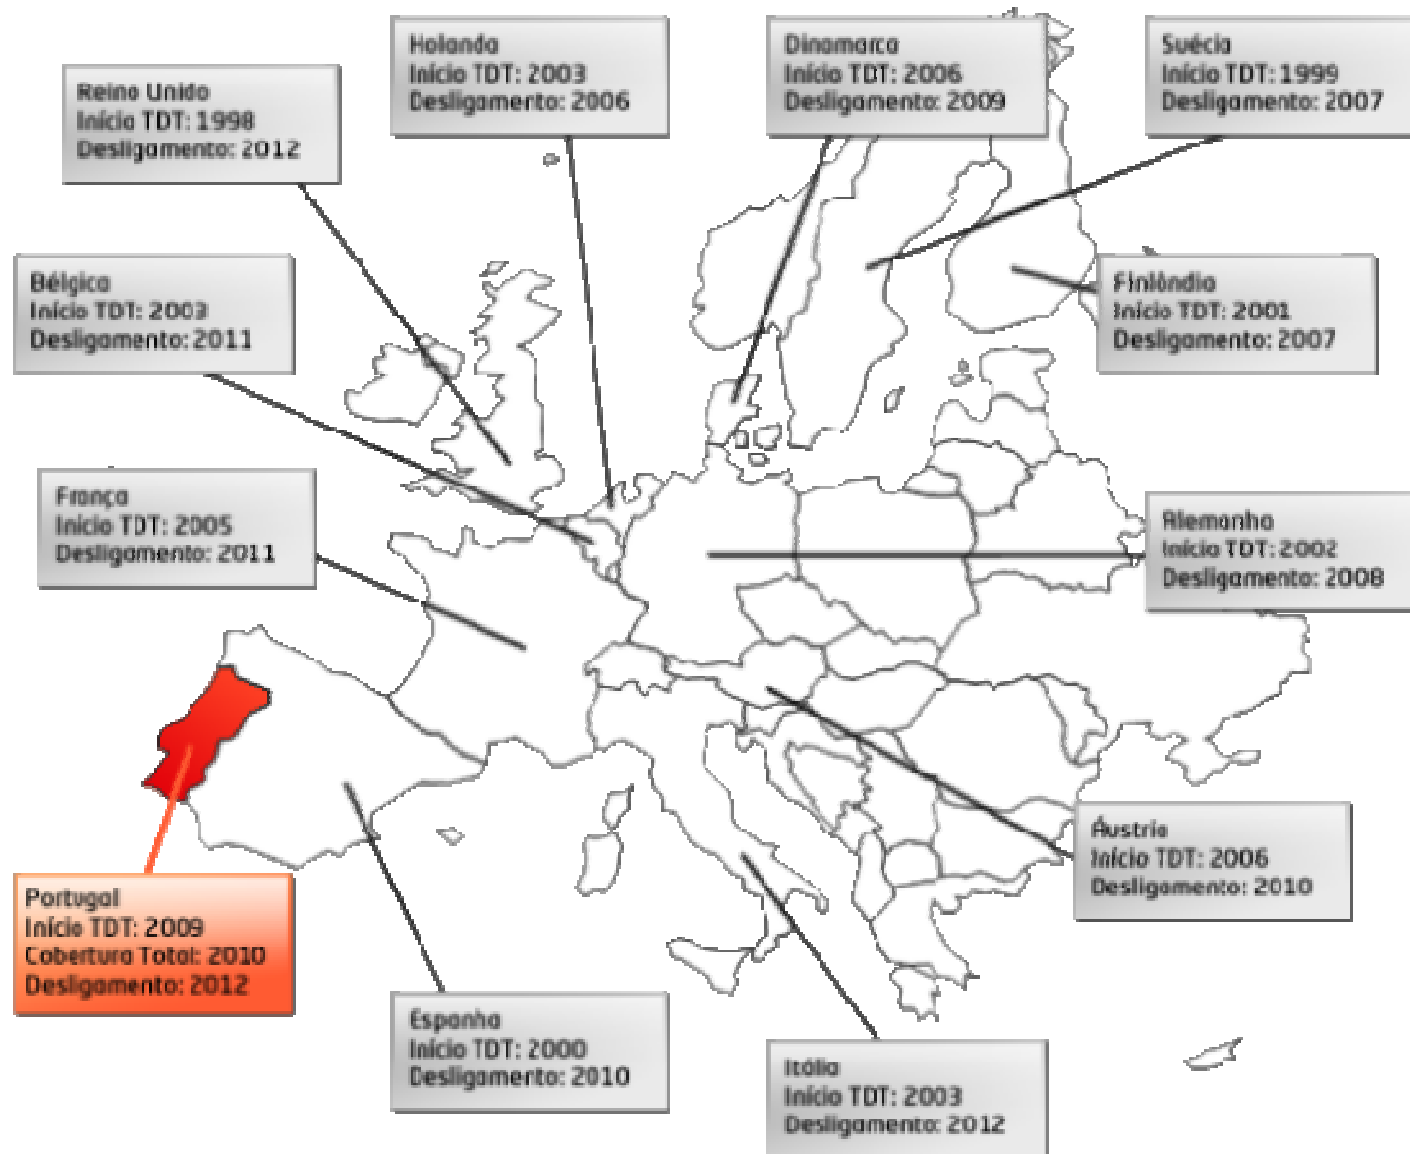 Holanda
Início TDT: 2003
Desligamento: 2006
Dinamarca
Início TDT: 2006
Desligamento: 2009
Suécia
Início TDT: 1999
Desligamento: 2007
Reino Unido
Início TDT: 1998
Desligamento: 2012
Bélgica
Início TDT: 2003
Desligamento: 2011
Finlândia
Início TDT: 2001
Desligamento: 2007
França
Início TDT: 2005
Desligamento: 2011
Alemanha
Início TDT: 2002
Desligamento: 2008
Áustria
Início TDT: 2006
Desligamento: 2010
Portugal
Início TDT: 2009
Cobertura Total: 2010
Desligamento: 2012
Espanha
Início TDT: 2000
Desligamento: 2010
Itália
Início TDT: 2003
Desligamento: 2012